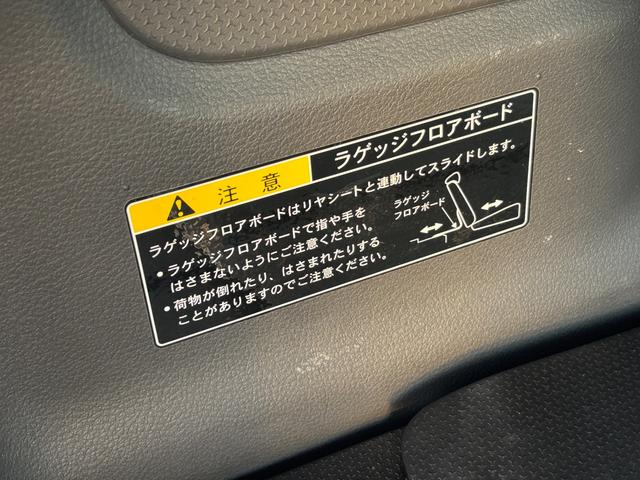 注意 ラゲッジフロアボード
ラゲッジフロアボードはリヤシートと連動してスライドします。
• ラゲッジフロアボードで指や手を
はさまないようにご注意ください。
• 荷物が倒れたり、はさまれたりする
ことがありますのでご注意ください。
ラゲッジ
フロアボード